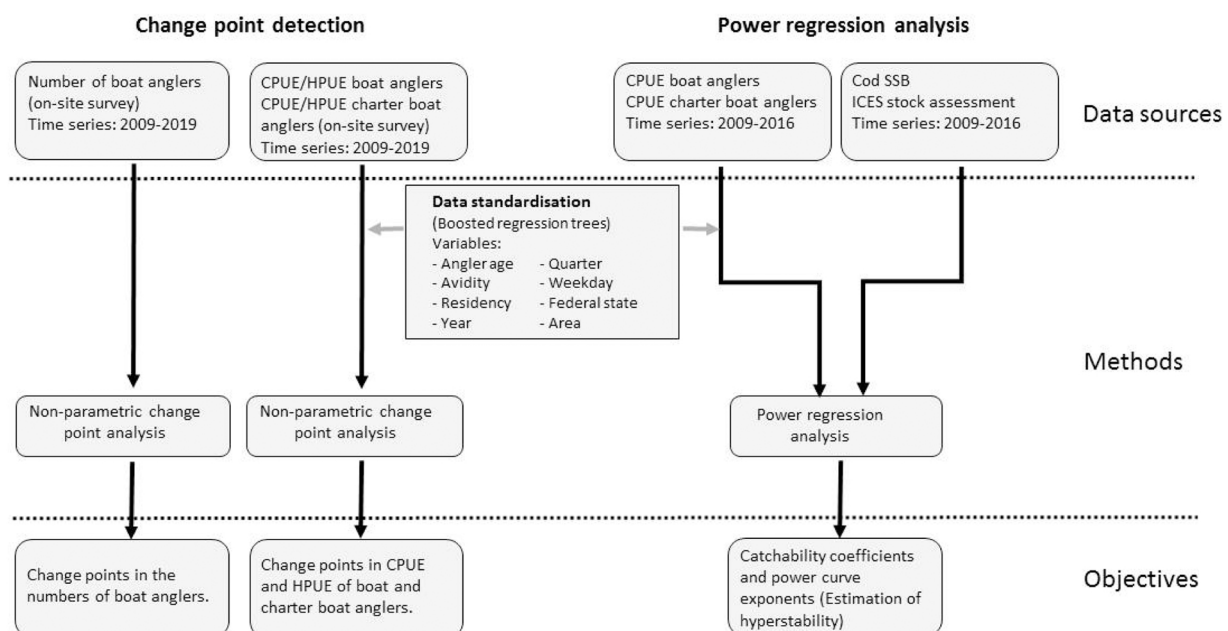 Change point detection
Power regression analysis
Number of boat anglers
(on-site survey)
Time series: 2009-2019
CPUE/HPUE boat anglers
CPUE/HPUE charter boat
anglers (on-site survey)
Time series: 2009-2019
CPUE boat anglers
CPUE charter boat anglers
Time series: 2009-2016
Cod SSB
ICES stock assessment
Time series: 2009-2016
Data sources
Data standardisation
(Boosted regression trees)
Variables:
- Angler age - Quarter
- Avidity - Weekday
- Residency - Federal state
- Year - Area
Methods
Non-parametric change
point analysis
Non-parametric change
point analysis
Power regression
analysis
Change points in the
numbers of boat anglers.
Change points in CPUE
and HPUE of boat and
charter boat anglers.
Catchability coefficients
and power curve
exponents (Estimation of
hyperstability)
Objectives